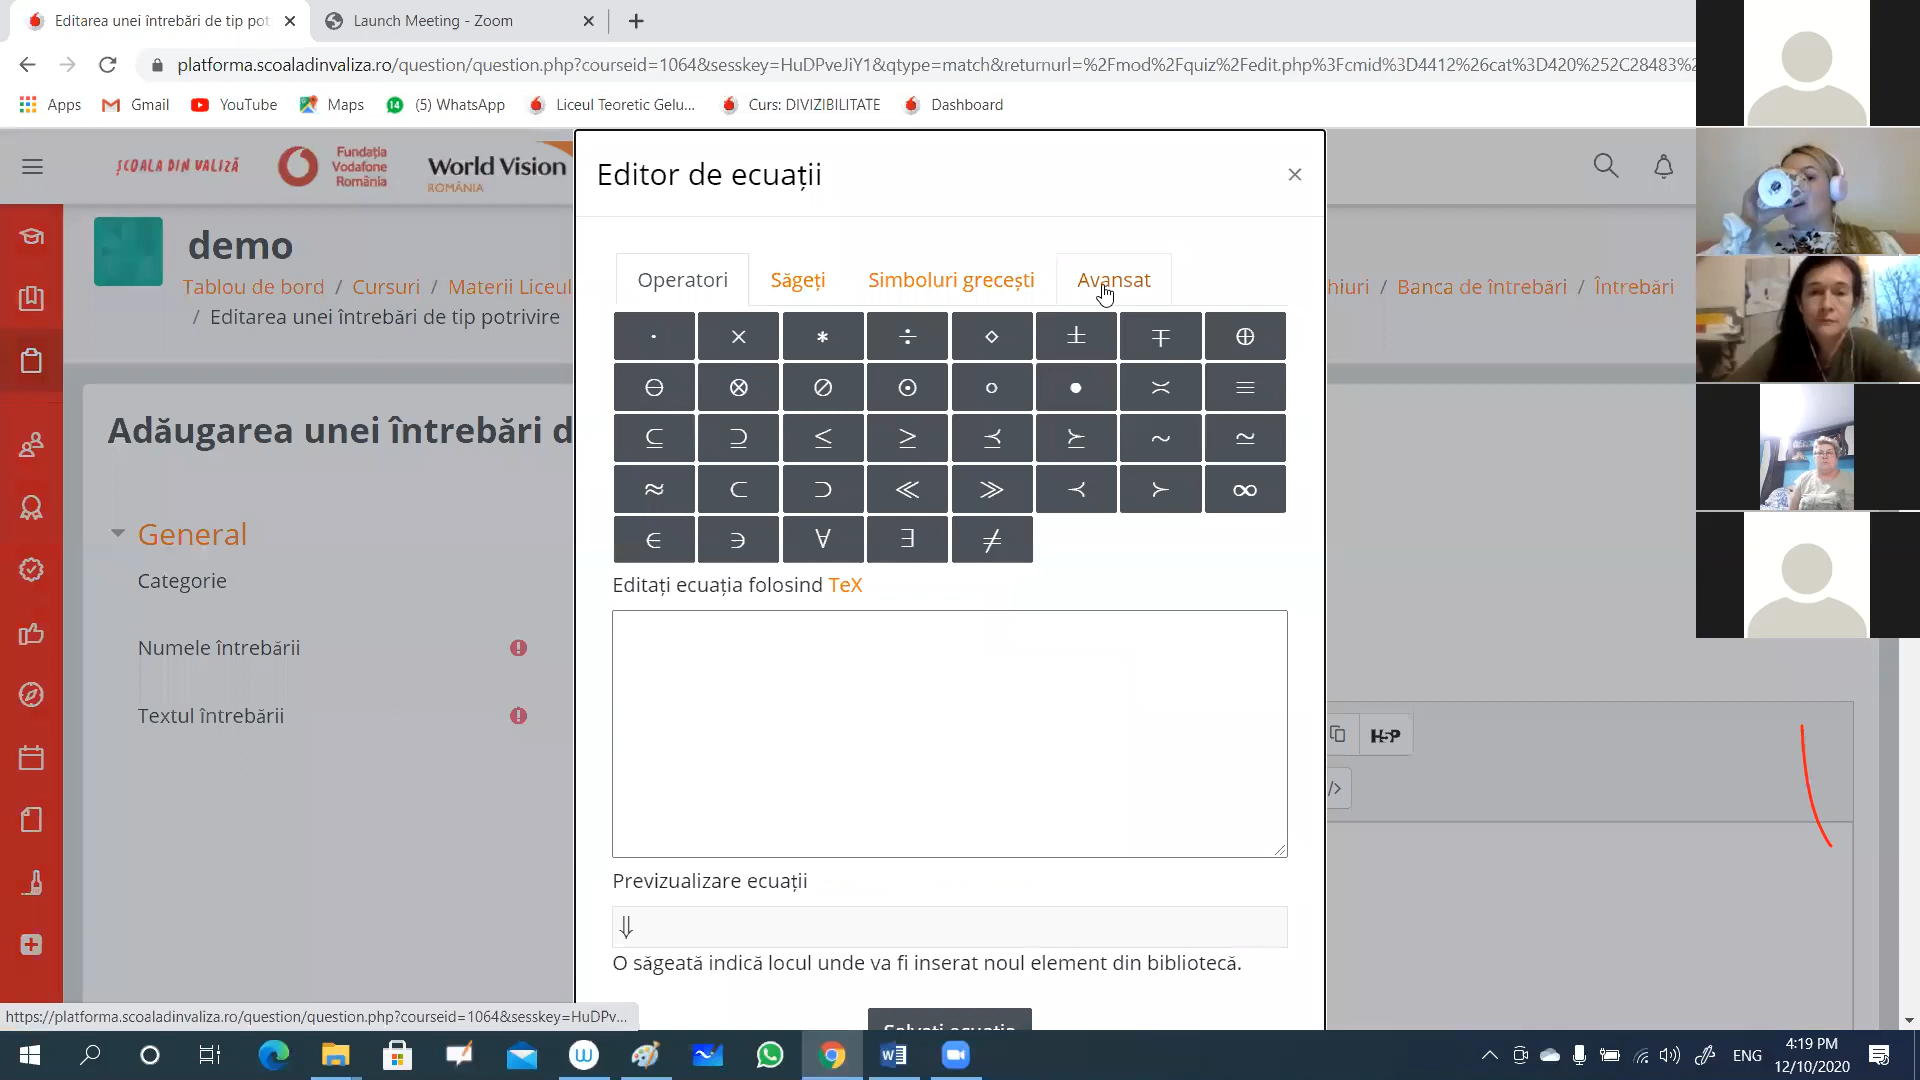 Editarea unei întrebări de tip pot
Launch Meeting - Zoom
platforma.scoaladinvaliza.ro/question/question.php?courseid=1064&sesskey=HuDPveJiY1&qtype=match&returnurl=%2Fmod%2Fquiz%2Fedit.php%3Fcmid%3D4412%26cat%3D420%252C28483%2
Apps
Gmail
YouTube
Maps
14 (5) WhatsApp
Liceul Teoretic Gelu...
Curs: DIVIZIBILITATE
Dashboard
ȘCOALA DIN VALIZĂ
Fundația
Vodafone
România
World Vision
ROMÂNIA
demo
Tablou de bord / Cursuri / Materii Liceul
hiuri / Banca de întrebări / Întrebări
/ Editarea unei întrebări de tip potrivire
Adăugarea unei întrebări d
General
Categorie
Numele întrebării
Textul întrebării
Editor de ecuații
×
Operatori
Săgeți
Simboluri grecești
Avansat
· × * ÷ ⋄ ± ∓ ⊕
⊖ ⊗ ⊘ ⊙ ∘ • ≍ ≡
⊆ ⊇ ≤ ≥ ⪯ ⪰ ∼ ≃
≈ ⊂ ⊃ ≪ ≫ ≺ ≻ ∞
∈ ∋ ∀ ∃ ≠
Editați ecuația folosind TeX
Previzualizare ecuații
⇓
O săgeată indică locul unde va fi inserat noul element din bibliotecă.
Salvați ecuația
H5P
</>
https://platforma.scoaladinvaliza.ro/question/question.php?courseid=1064&sesskey=HuDPv...
ENG
4:19 PM
12/10/2020